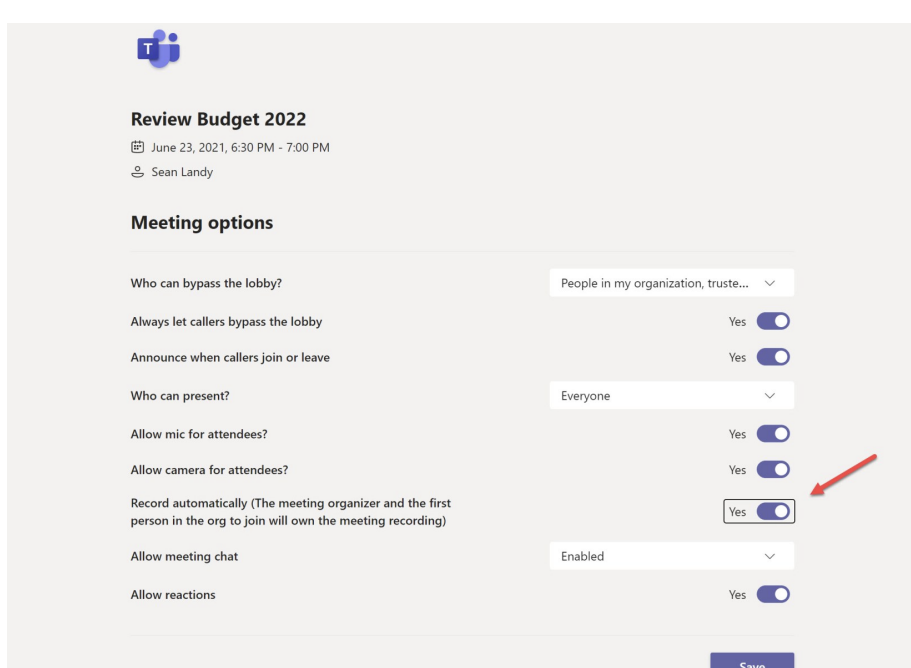 T
Review Budget 2022
June 23, 2021, 6:30 PM - 7:00 PM
Sean Landy
Meeting options
Who can bypass the lobby?
People in my organization, truste...
Always let callers bypass the lobby
Yes
Announce when callers join or leave
Yes
Who can present?
Everyone
Allow mic for attendees?
Yes
Allow camera for attendees?
Yes
Record automatically (The meeting organizer and the first
person in the org to join will own the meeting recording)
Yes
Allow meeting chat
Enabled
Allow reactions
Yes
Save